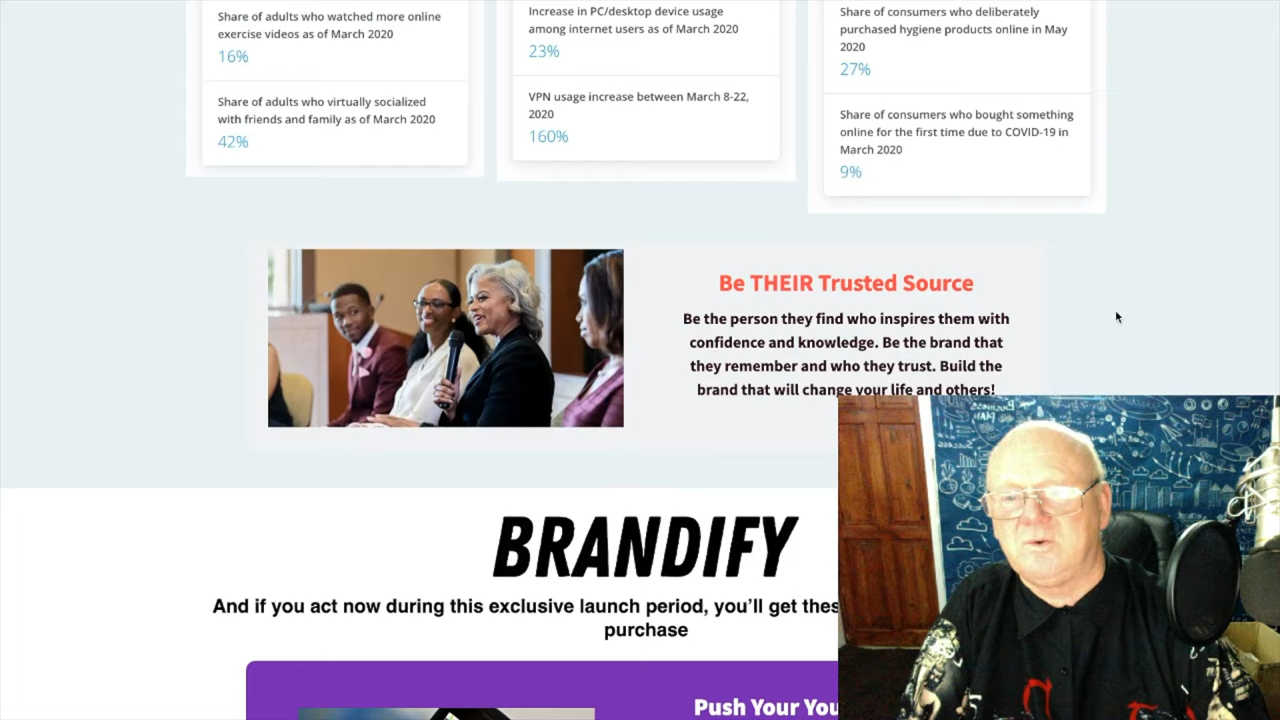 Share of adults who watched more online
exercise videos as of March 2020
16%
Share of adults who virtually socialized
with friends and family as of March 2020
42%
Increase in PC/desktop device usage
among internet users as of March 2020
23%
VPN usage increase between March 8-22,
2020
160%
Share of consumers who deliberately
purchased hygiene products online in May
2020
27%
Share of consumers who bought something
online for the first time due to COVID-19 in
March 2020
9%
Be THEIR Trusted Source
Be the person they find who inspires them with
confidence and knowledge. Be the brand that
they remember and who they trust. Build the
brand that will change your life and others!
BRANDIFY
And if you act now during this exclusive launch period, you'll get
purchase
Push Your